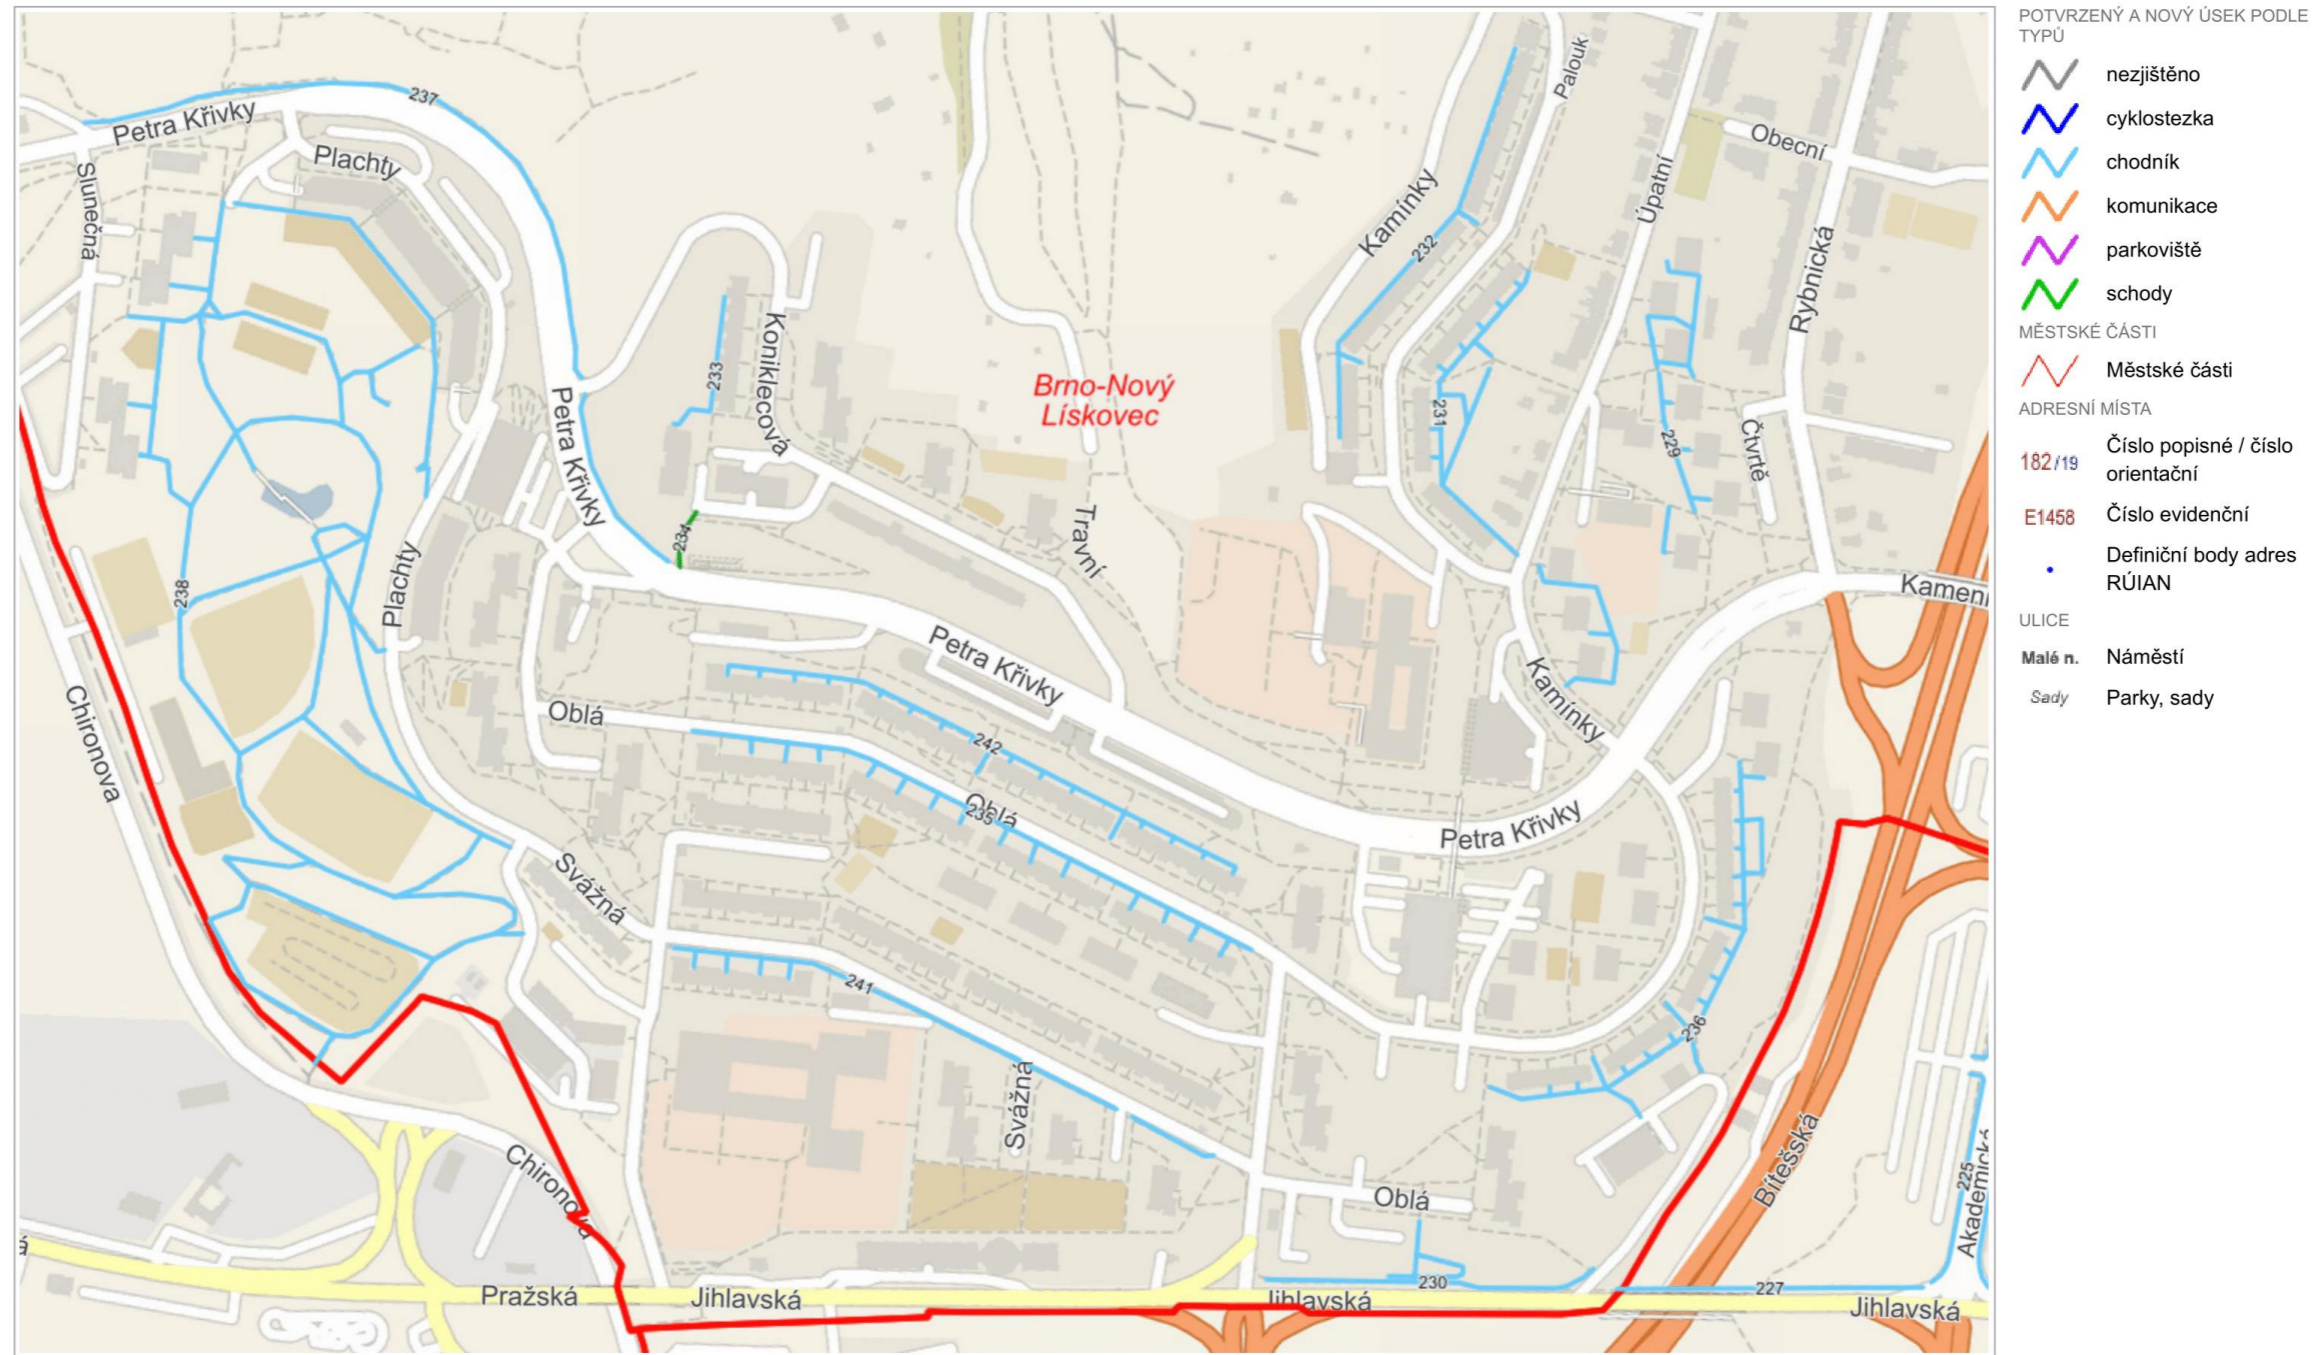 Petra Křivky
237
Slunečná
Plachty
Palouk
Obecní
Kamínky
232
Úpatní
Rybnická
Koniklecová
233
Brno-Nový
Lískovec
Petra Křivky
231
229
Čtvrtě
234
Travní
Plachty
238
Kameni
Petra Křivky
Kamínky
Chironova
Oblá
242
Oblá
235
Petra Křivky
Svážná
241
236
Svážná
Bítešská
Chironova
Oblá
225
Akademická
á
230
227
Pražská
Jihlavská
Jihlavská
Jihlavská
POTVRZENÝ A NOVÝ ÚSEK PODLE
TYPŮ
nezjištěno
cyklostezka
chodník
komunikace
parkoviště
schody
MĚSTSKÉ ČÁSTI
Městské části
ADRESNÍ MÍSTA
182/19 Číslo popisné / číslo
orientační
E1458 Číslo evidenční
Definiční body adres
RÚIAN
ULICE
Malé n. Náměstí
Sady Parky, sady